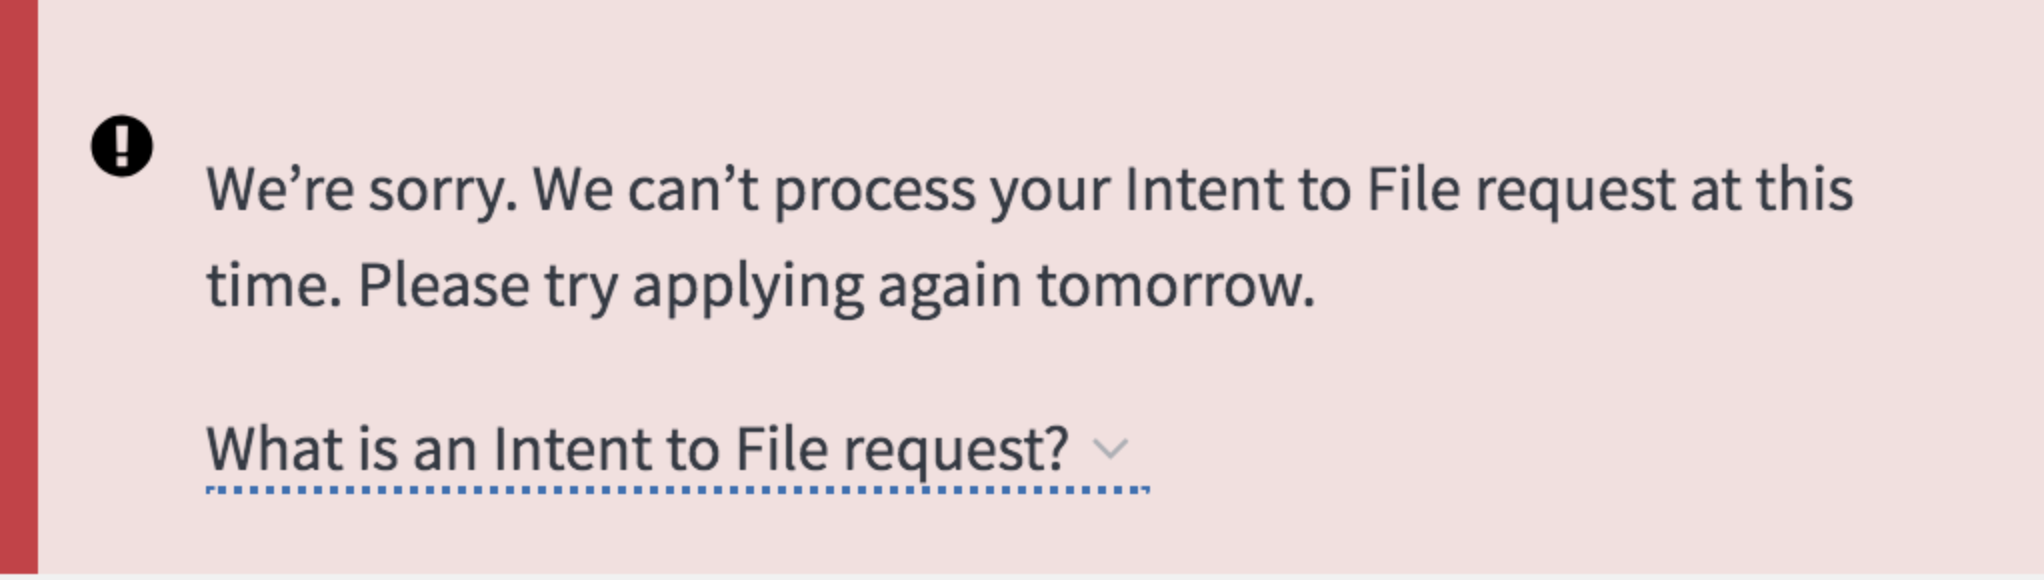 We’re sorry. We can’t process your Intent to File request at this
time. Please try applying again tomorrow.
What is an Intent to File request?